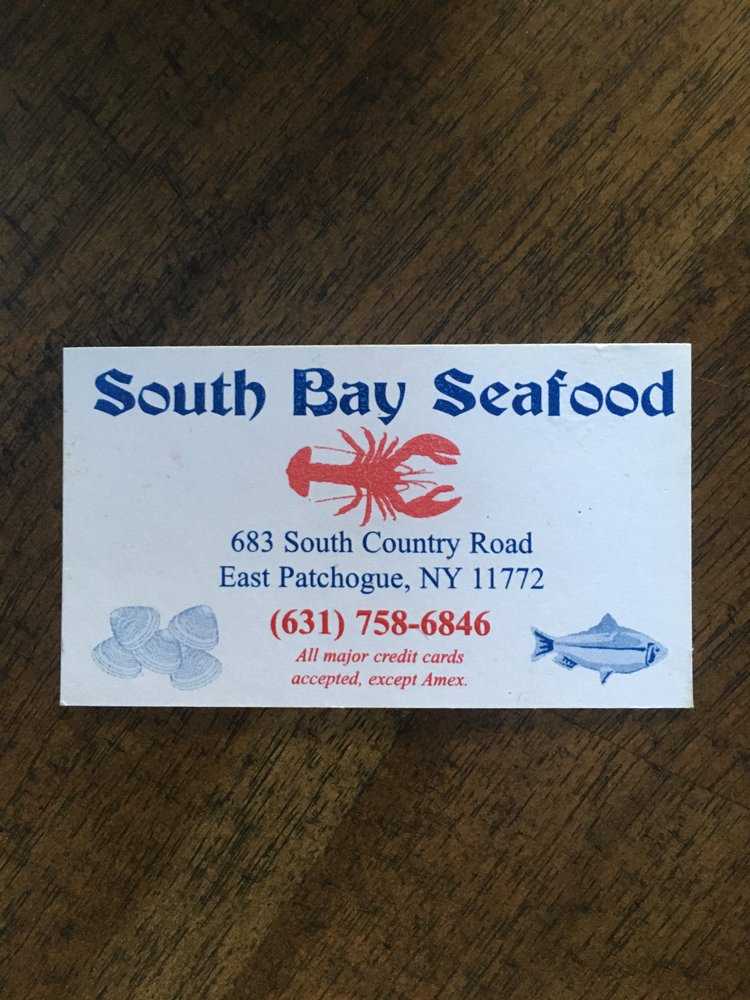 South Bay Seafood
683 South Country Road
East Patchogue, NY 11772
(631) 758-6846
All major credit cards
accepted, except Amex.